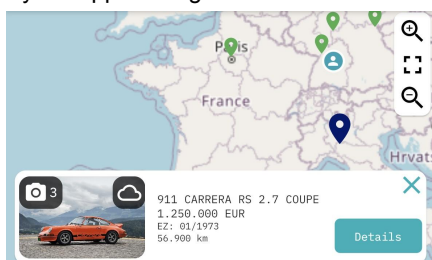 Paris
France
Hrvats
3
911 CARRERA RS 2.7 COUPE
1.250.000 EUR
EZ: 01/1973
56.900 km
Details